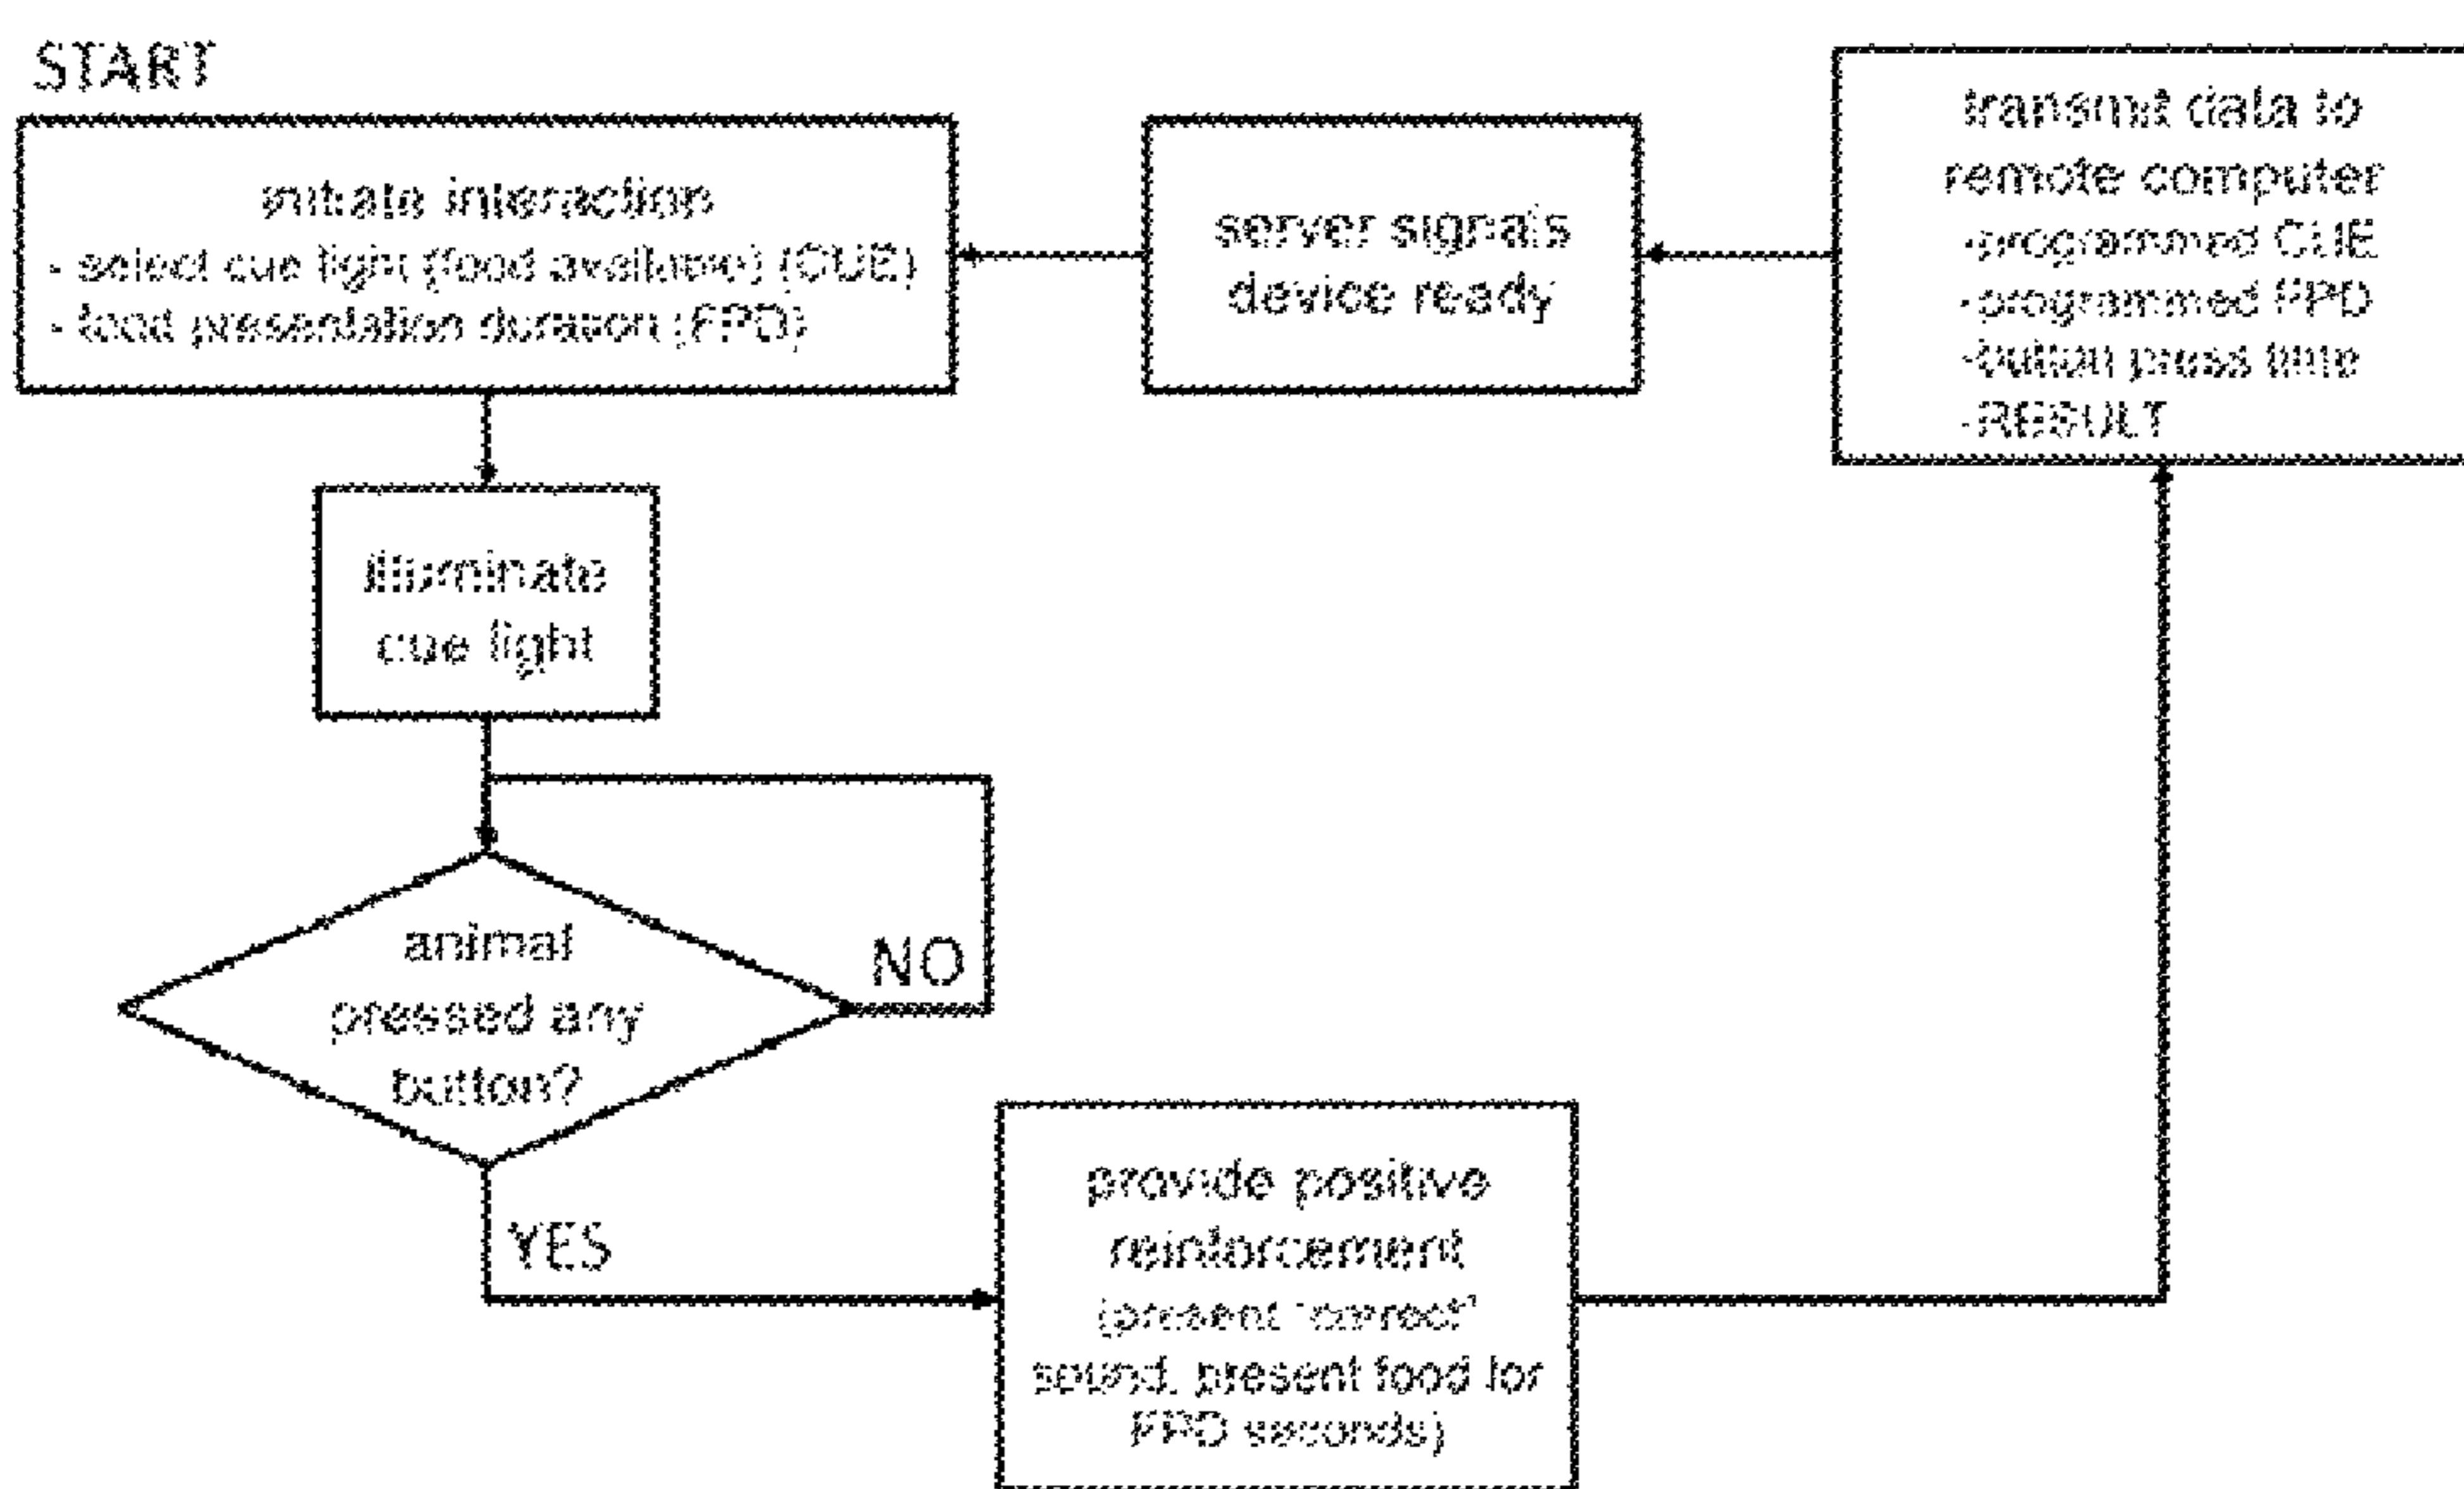 START
initiate interaction
- select cue light (food available) (CUE)
- food presentation duration (FPD)
server signals
device ready
transmit data to
remote computer
-programmed CUE
-programmed FPD
-button press time
-RESULT
illuminate
cue light
animal
pressed any
button?
NO
YES
provide positive
reinforcement
(present "correct"
sound, present food for
FPD seconds)